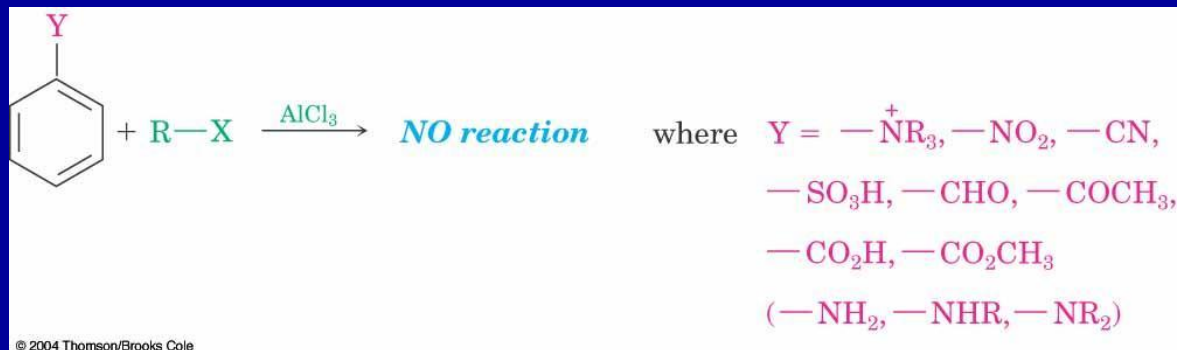 Y
+ R—X AlCl₃ NO reaction where Y = —N⁺R₃, —NO₂, —CN,
—SO₃H, —CHO, —COCH₃,
—CO₂H, —CO₂CH₃
(—NH₂, —NHR, —NR₂)
© 2004 Thomson/Brooks Cole